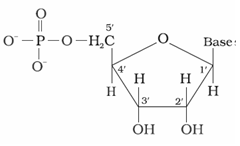 O 5′
O⁻ – P – O – H₂C O Base
O⁻ 4′ 1′
H H H H
3′ 2′
OH OH